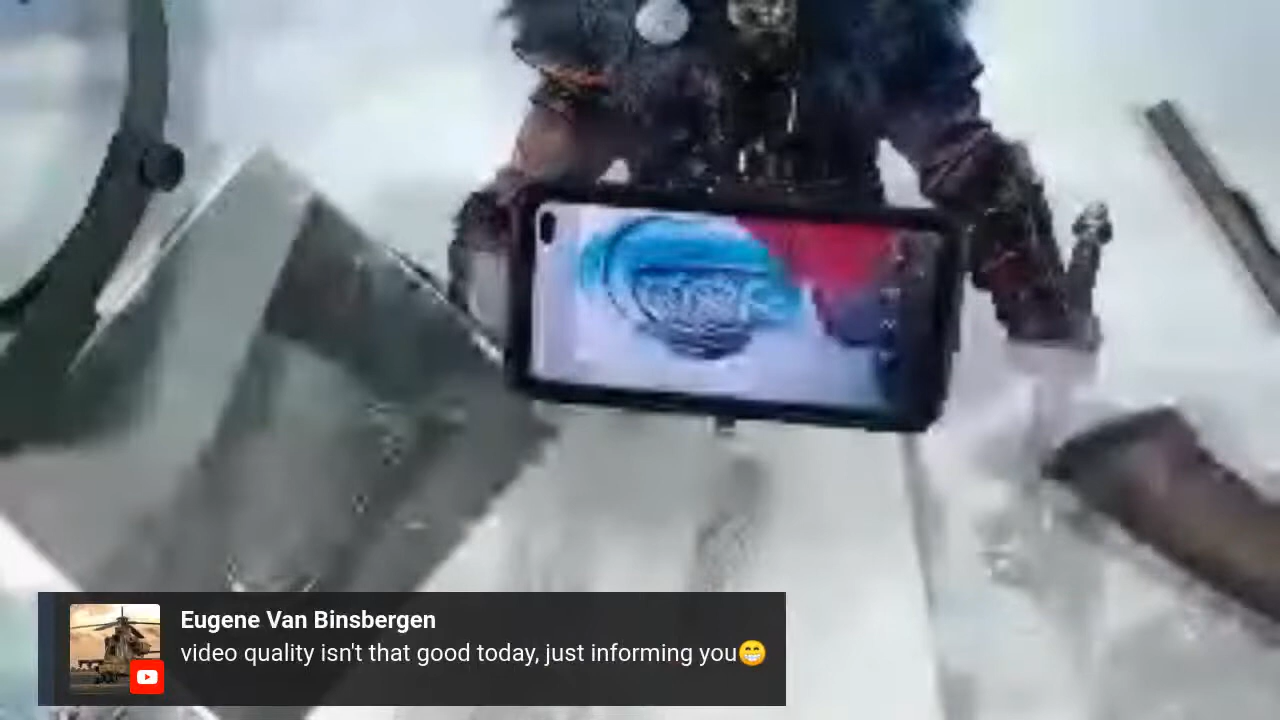 Eugene Van Binsbergen
video quality isn't that good today, just informing you😁